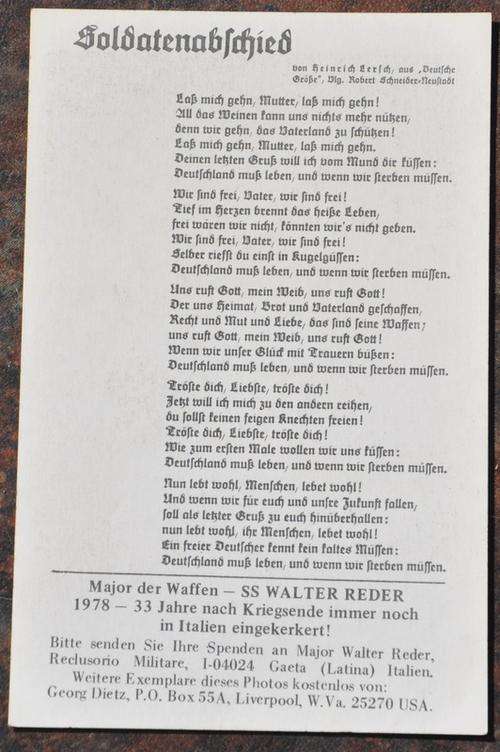 Soldatenabschied
von Heinrich Lersch, aus „Deutsche
Größe", Vlg. Robert Schneider-Neustadt
Laß mich gehn, Mutter, laß mich gehn!
All das Weinen kann uns nichts mehr nützen,
denn wir gehn, das Vaterland zu schützen!
Laß mich gehn, Mutter, laß mich gehn.
Deinen letzten Gruß will ich vom Mund dir küssen:
Deutschland muß leben, und wenn wir sterben müssen.
Wir sind frei, Vater, wir sind frei!
Tief im Herzen brennt das heiße Leben,
frei wären wir nicht, könnten wir's nicht geben.
Wir sind frei, Vater, wir sind frei!
Selber riefst du einst in Kugelgüssen:
Deutschland muß leben, und wenn wir sterben müssen.
Uns ruft Gott, mein Weib, uns ruft Gott!
Der uns Heimat, Brot und Vaterland geschaffen,
Recht und Mut und Liebe, das sind seine Waffen;
uns ruft Gott, mein Weib, uns ruft Gott!
Wenn wir unser Glück mit Trauern büßen:
Deutschland muß leben, und wenn wir sterben müssen.
Tröste dich, Liebste, tröste dich!
Jetzt will ich mich zu den andern reihen,
du sollst keinen feigen Knechten freien!
Tröste dich, Liebste, tröste dich!
Wie zum ersten Male wollen wir uns küssen:
Deutschland muß leben, und wenn wir sterben müssen.
Nun lebt wohl, Menschen, lebet wohl!
Und wenn wir für euch und unsre Zukunft fallen,
soll als letzter Gruß zu euch hinüberhallen:
nun lebt wohl, ihr Menschen, lebet wohl!
Ein freier Deutscher kennt kein kaltes Müssen:
Deutschland muß leben, und wenn wir sterben müssen.
Major der Waffen – SS WALTER REDER
1978 – 33 Jahre nach Kriegsende immer noch
in Italien eingekerkert!
Bitte senden Sie Ihre Spenden an Major Walter Reder,
Reclusorio Militare, I-04024 Gaeta (Latina) Italien.
Weitere Exemplare dieses Photos kostenlos von:
Georg Dietz, P.O. Box 55A, Liverpool, W.Va. 25270 USA.